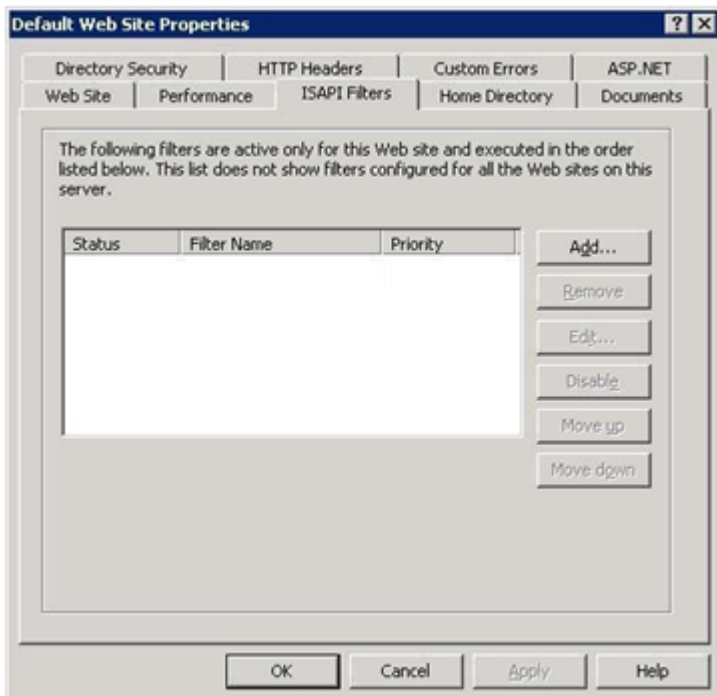 Default Web Site Properties
Directory Security
HTTP Headers
Custom Errors
ASP.NET
Web Site
Performance
ISAPI Filters
Home Directory
Documents
The following filters are active only for this Web site and executed in the order
listed below. This list does not show filters configured for all the Web sites on this
server.
Status
Filter Name
Priority
Add...
Remove
Edit...
Disable
Move up
Move down
OK
Cancel
Apply
Help